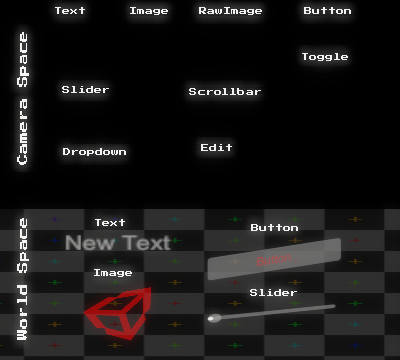 Text Image RawImage Button
Toggle
Slider
Scrollbar
Dropdown
Edit
Camera Space
Text
New Text
Button
Image
Slider
World Space